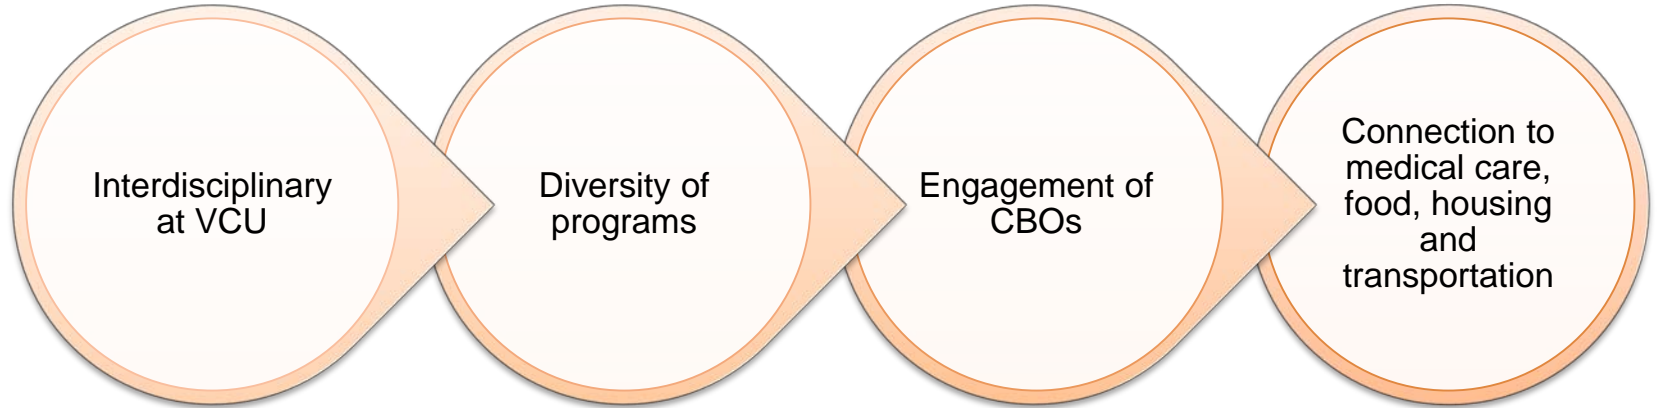 Interdisciplinary
at VCU
Diversity of
programs
Engagement of
CBOs
Connection to
medical care,
food, housing
and
transportation